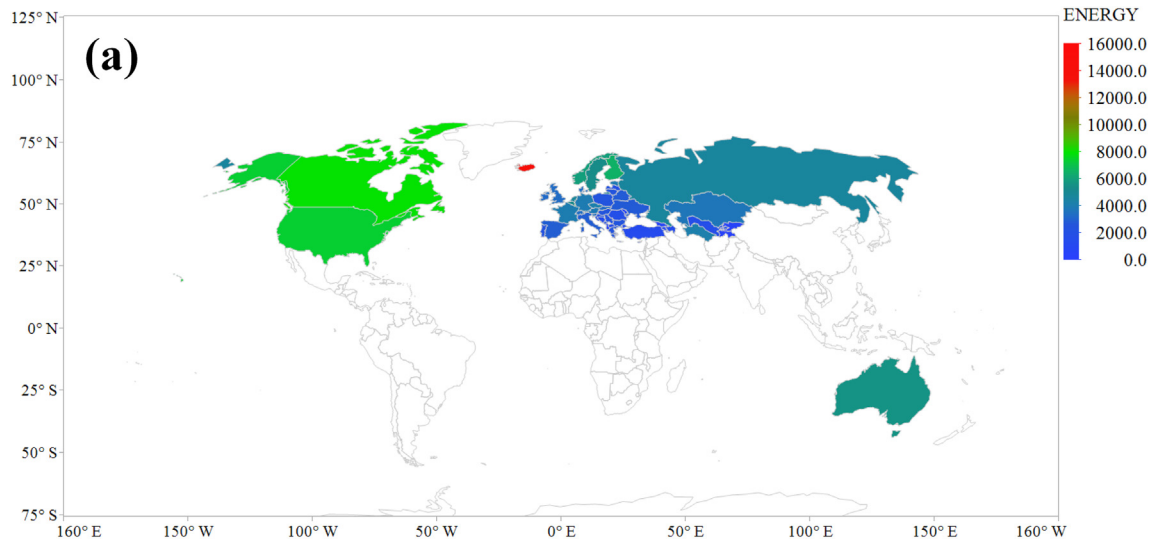 ENERGY
(a)
125° N
100° N
75° N
50° N
25° N
0° N
25° S
50° S
75° S
160° E
150° W
100° W
50° W
0° E
50° E
100° E
150° E
160° W
16000.0
14000.0
12000.0
10000.0
8000.0
6000.0
4000.0
2000.0
0.0